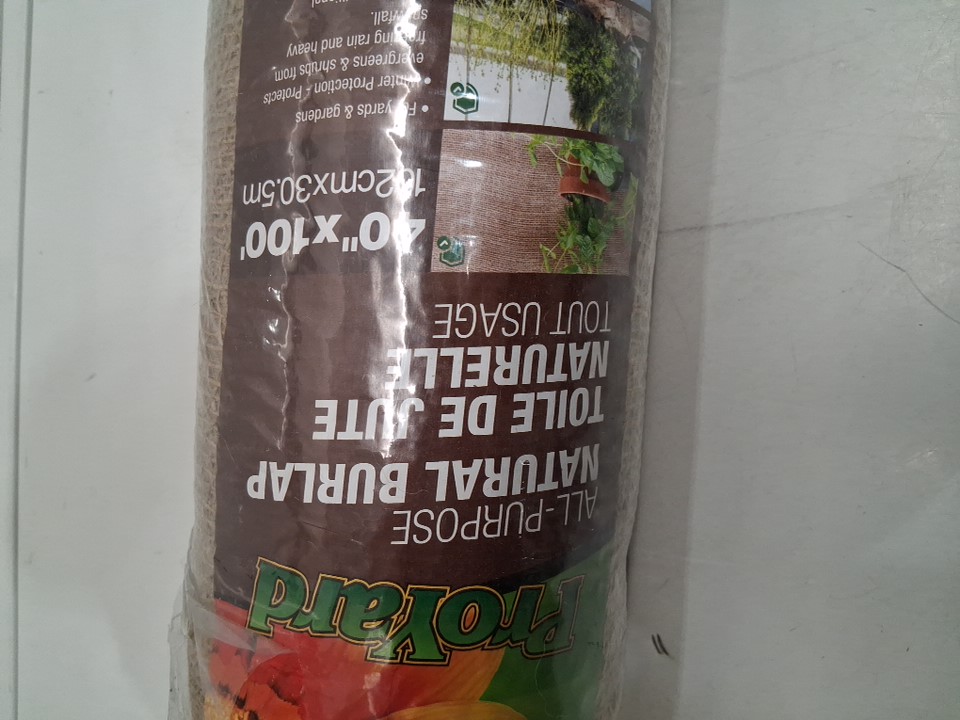 ProYard
ALL-PURPOSE
NATURAL BURLAP
TOILE DE JUTE
NATURELLE
TOUT USAGE
40"x100'
102cmx30.5m
• For yards & gardens
• Winter Protection - Protects
evergreens & shrubs from
freezing rain and heavy
snowfall.